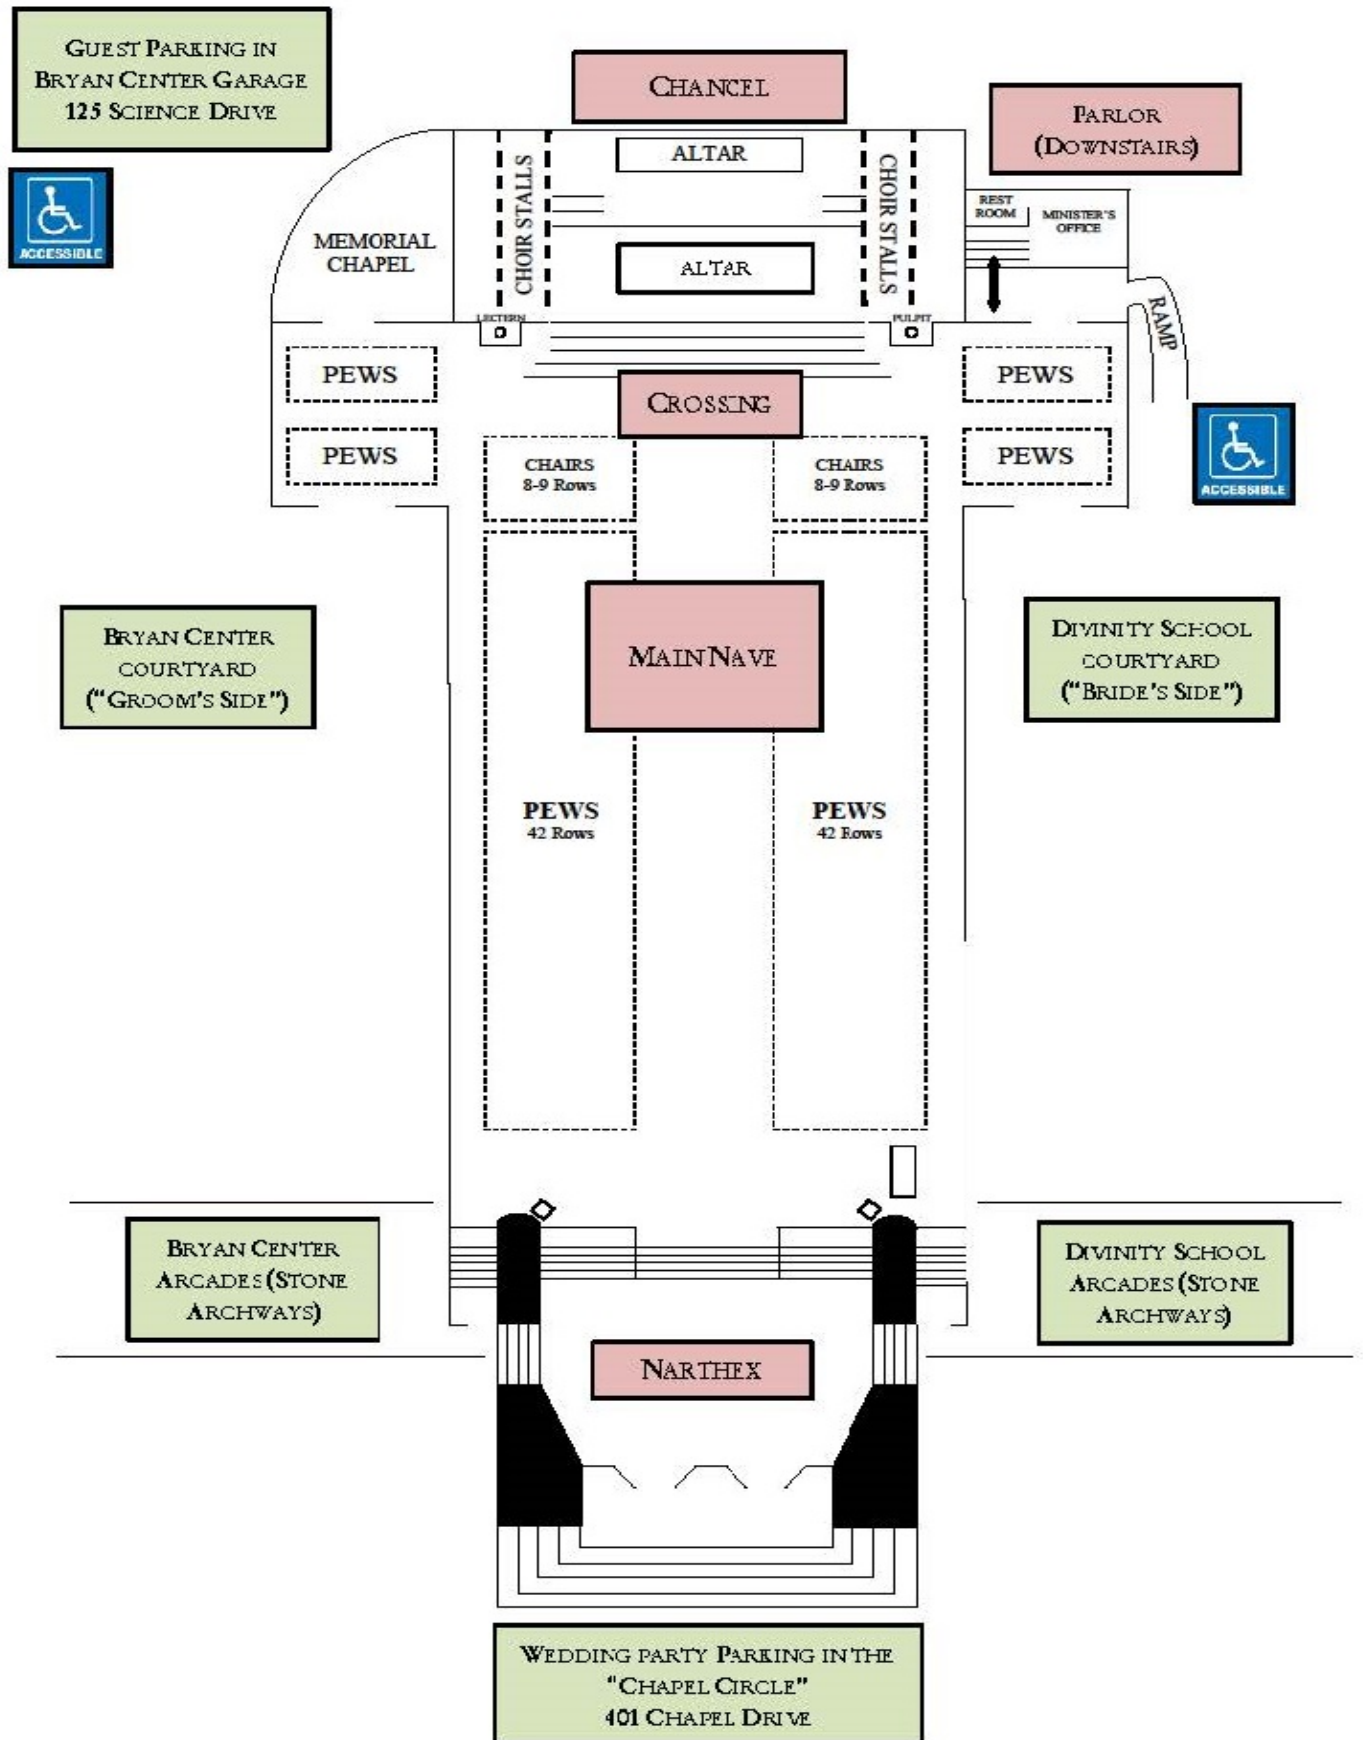 GUEST PARKING IN
BRYAN CENTER GARAGE
125 SCIENCE DRIVE
ACCESSIBLE
CHANCEL
PARLOR
(DOWNSTAIRS)
ALTAR
CHOIR STALLS
CHOIR STALLS
REST
ROOM
MINISTER'S
OFFICE
MEMORIAL
CHAPEL
ALTAR
RAMP
LECTERN
PULPIT
PEWS
PEWS
CROSSING
PEWS
PEWS
CHAIRS
8-9 Rows
CHAIRS
8-9 Rows
ACCESSIBLE
BRYAN CENTER
COURTYARD
("GROOM'S SIDE")
MAIN NAVE
DIVINITY SCHOOL
COURTYARD
("BRIDE'S SIDE")
PEWS
42 Rows
PEWS
42 Rows
BRYAN CENTER
ARCADES (STONE
ARCHWAYS)
DIVINITY SCHOOL
ARCADES (STONE
ARCHWAYS)
NARTHEX
WEDDING PARTY PARKING IN THE
"CHAPEL CIRCLE"
401 CHAPEL DRIVE